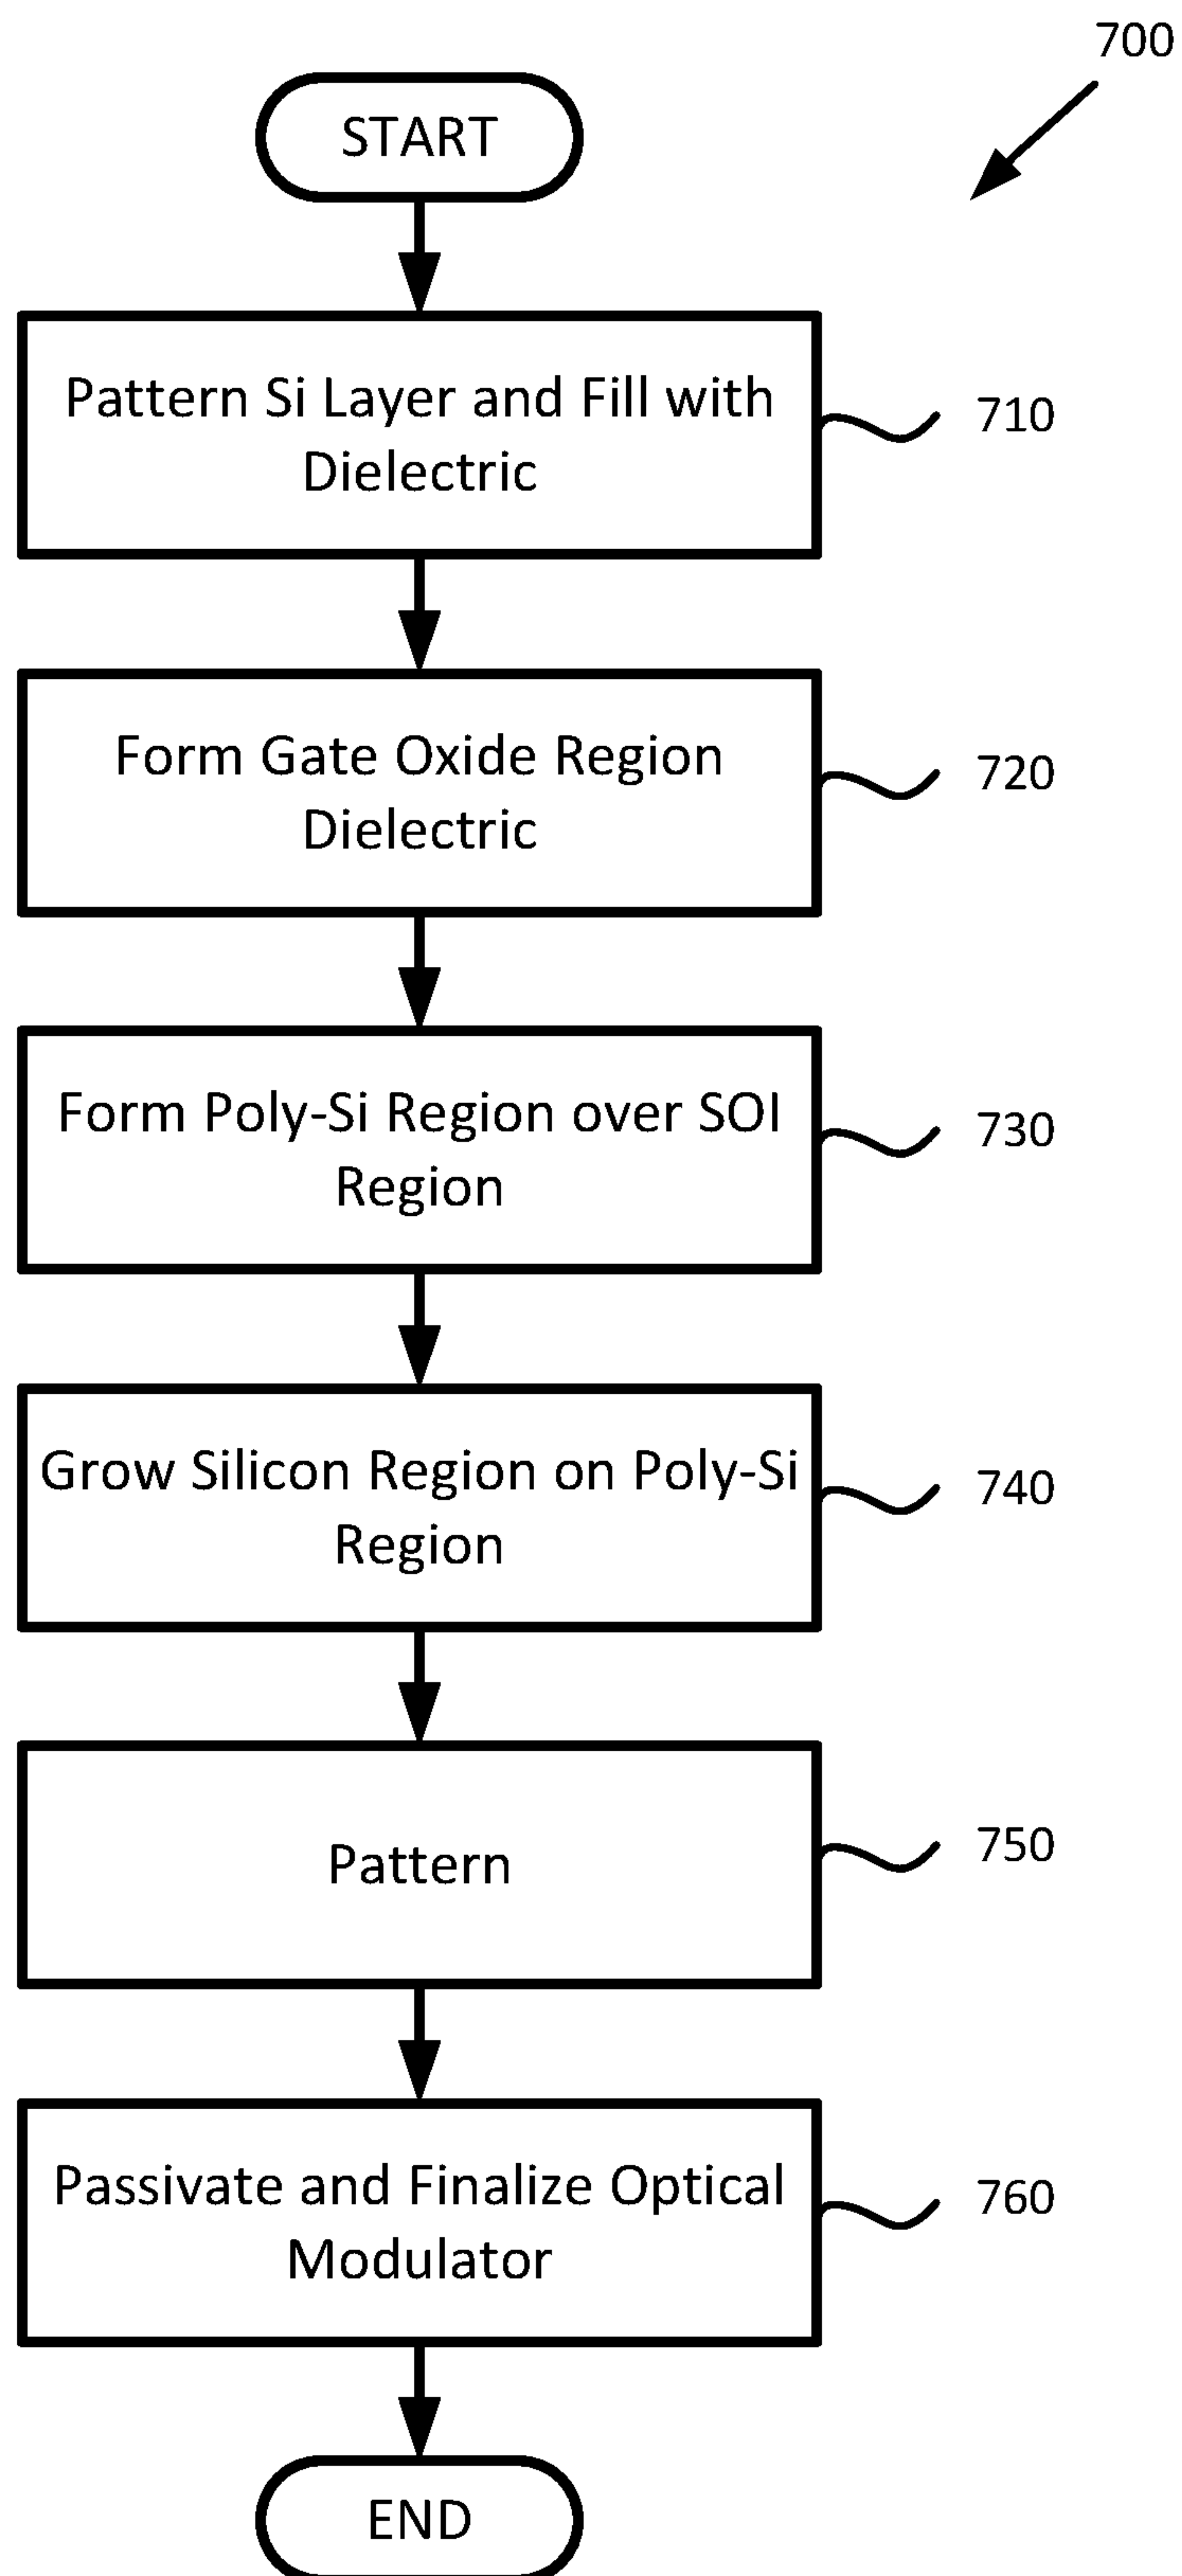 700
START
Pattern Si Layer and Fill with
Dielectric
710
Form Gate Oxide Region
Dielectric
720
Form Poly-Si Region over SOI
Region
730
Grow Silicon Region on Poly-Si
Region
740
Pattern
750
Passivate and Finalize Optical
Modulator
760
END